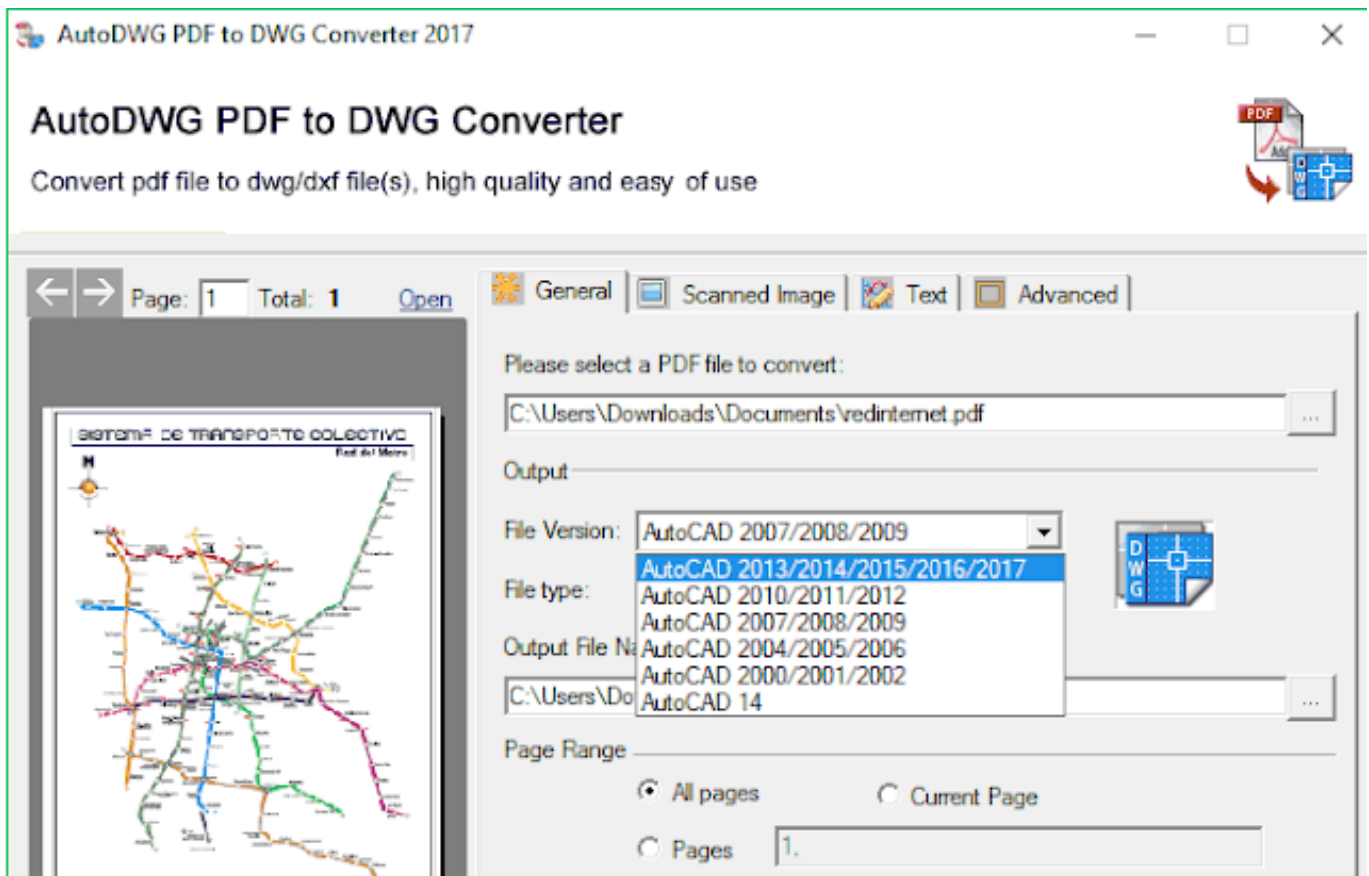 AutoDWG PDF to DWG Converter 2017
AutoDWG PDF to DWG Converter
Convert pdf file to dwg/dxf file(s), high quality and easy of use
PDF
DWG
Page: 1 Total: 1 Open
General Scanned Image Text Advanced
SISTEMA DE TRANSPORTE COLECTIVO
Red del Metro
N
Please select a PDF file to convert:
C:\Users\Downloads\Documents\redinternet.pdf ...
Output
File Version: AutoCAD 2007/2008/2009
DWG
AutoCAD 2013/2014/2015/2016/2017
File type: AutoCAD 2010/2011/2012
AutoCAD 2007/2008/2009
Output File Na AutoCAD 2004/2005/2006
AutoCAD 2000/2001/2002
C:\Users\Do AutoCAD 14 ...
Page Range
All pages Current Page
Pages 1.